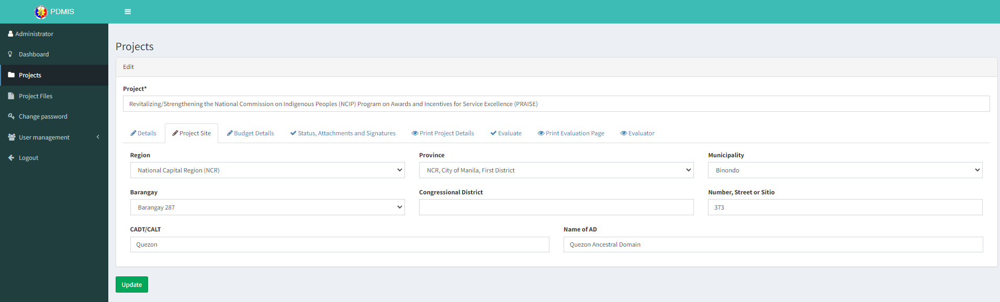 PDMIS
Administrator
Dashboard
Projects
Project Files
Change password
User management
Logout
Projects
Edit
Project*
Revitalizing/Strengthening the National Commission on Indigenous Peoples (NCIP) Program on Awards and Incentives for Service Excellence (PRAISE)
Details Project Site Budget Details Status, Attachments and Signatures Print Project Details Evaluate Print Evaluation Page Evaluator
Region Province Municipality
National Capital Region (NCR) NCR, City of Manila, First District Binondo
Barangay Congressional District Number, Street or Sitio
Barangay 287 373
CADT/CALT Name of AD
Quezon Quezon Ancestral Domain
Update